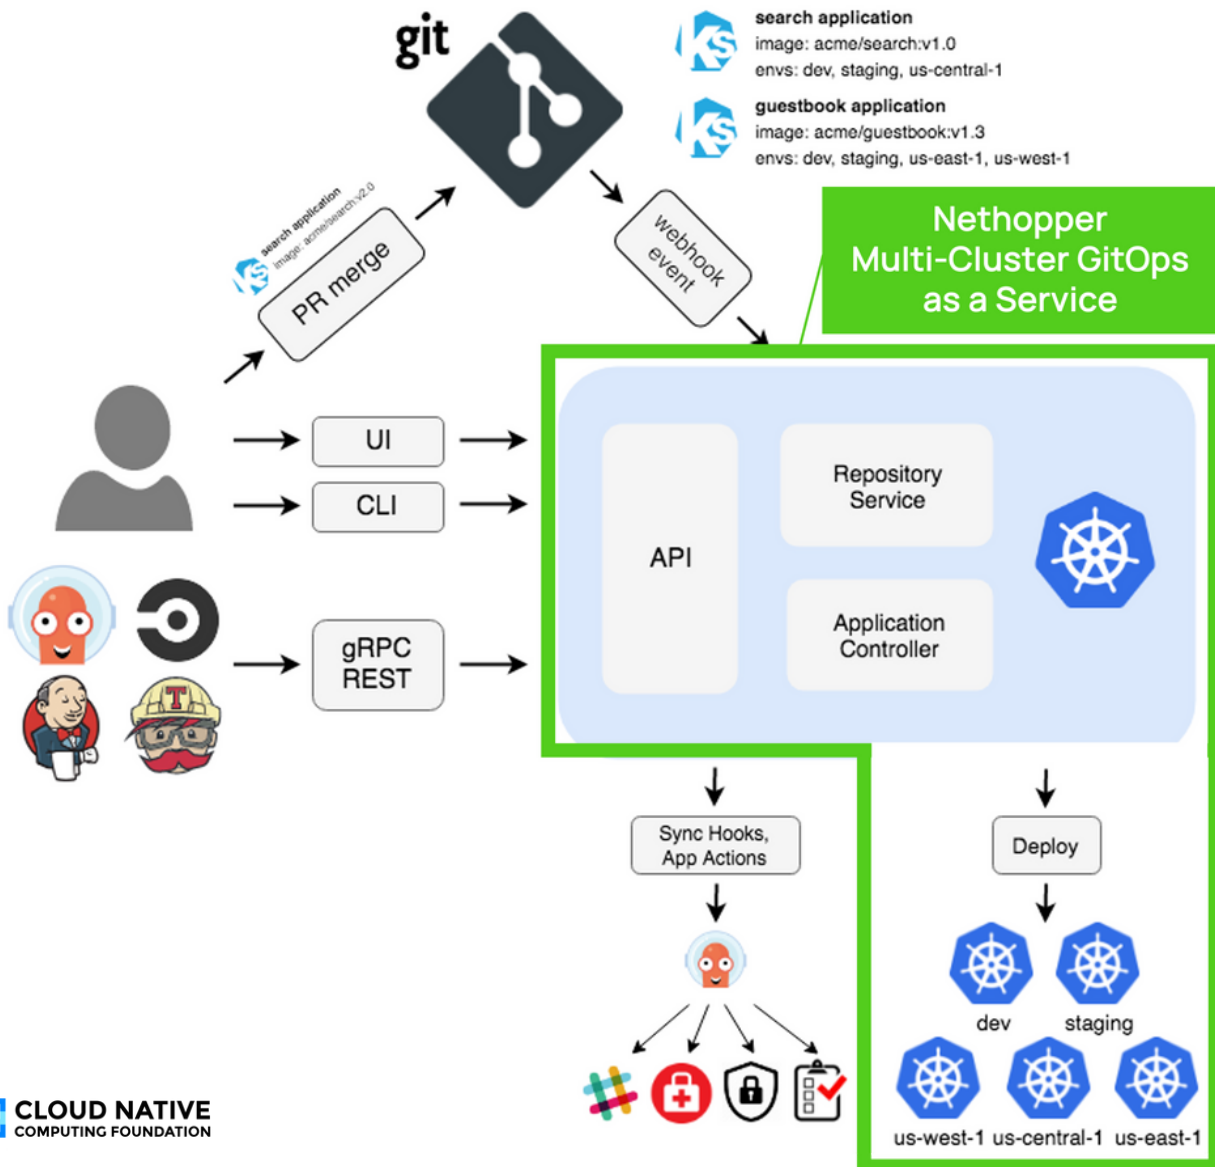 git
search application
image: acme/search:v1.0
envs: dev, staging, us-central-1
guestbook application
image: acme/guestbook:v1.3
envs: dev, staging, us-east-1, us-west-1
Ks
Ks
search application
image: acme/search:v2.0
Ks
PR merge
webhook
event
Nethopper
Multi-Cluster GitOps
as a Service
UI
CLI
gRPC
REST
T
API
Repository
Service
Application
Controller
Sync Hooks,
App Actions
Deploy
dev
staging
us-west-1
us-central-1
us-east-1
CLOUD NATIVE
COMPUTING FOUNDATION